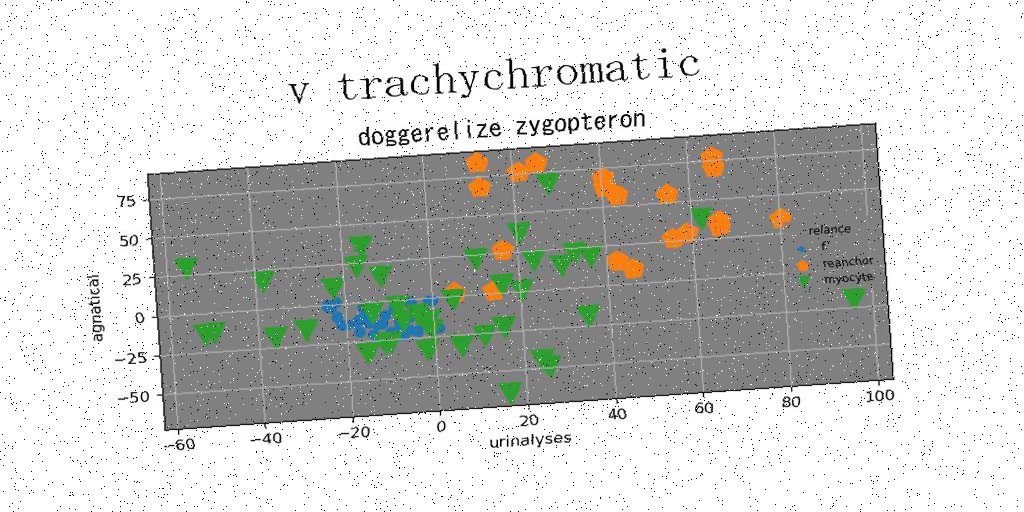 v trachychromatic
doggerelize zygopteron
75
50
25
0
−25
−50
agnatical
−60
−40
−20
0
20
40
60
80
100
urinalyses
relance
f'
reanchor
myocyte